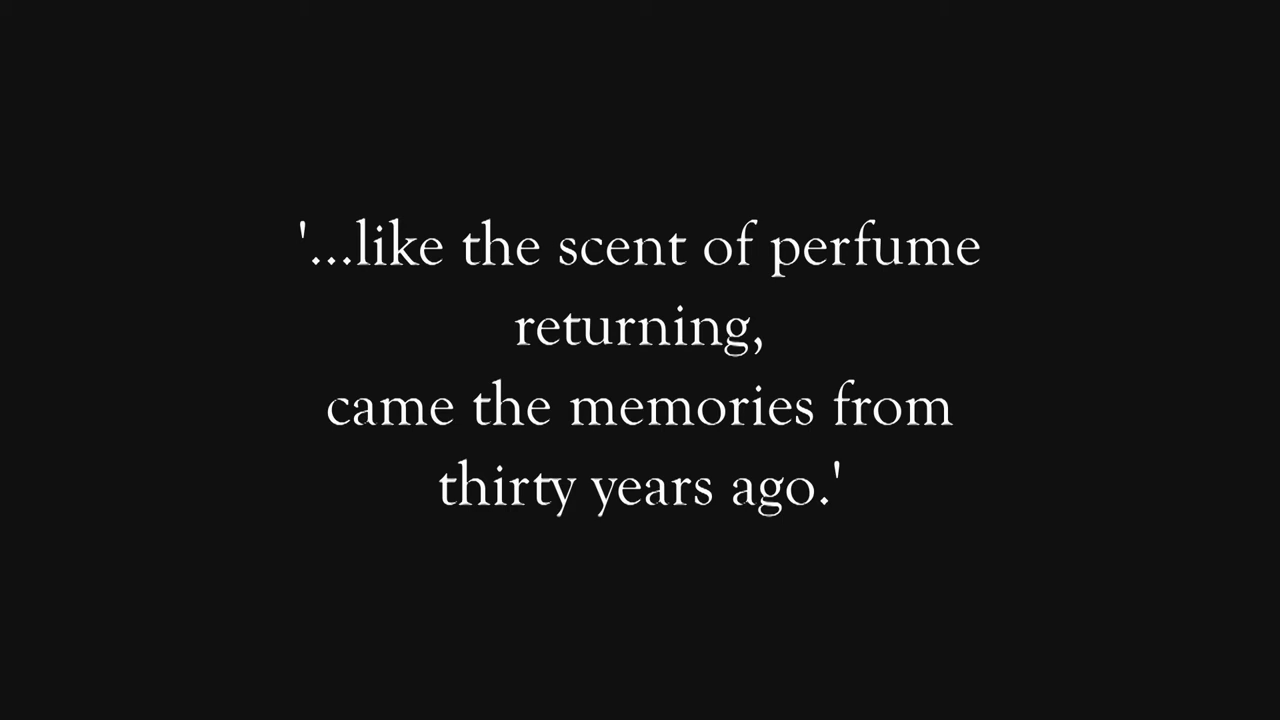 '...like the scent of perfume
returning,
came the memories from
thirty years ago.'